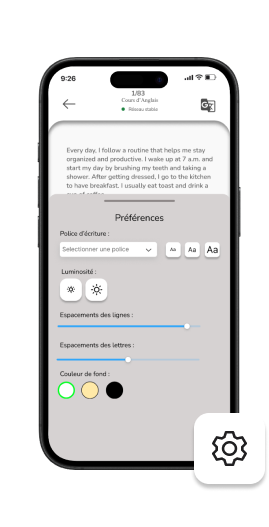 9:26
1/83
Cours d'Anglais
Réseau stable
Every day, I follow a routine that helps me stay
organized and productive. I wake up at 7 a.m. and
start my day by brushing my teeth and taking a
shower. After getting dressed, I go to the kitchen
to have breakfast. I usually eat toast and drink a
Préférences
Police d'écriture :
Selectionner une police
Aa Aa Aa
Luminosité :
Espacements des lignes :
Espacements des lettres :
Couleur de fond :